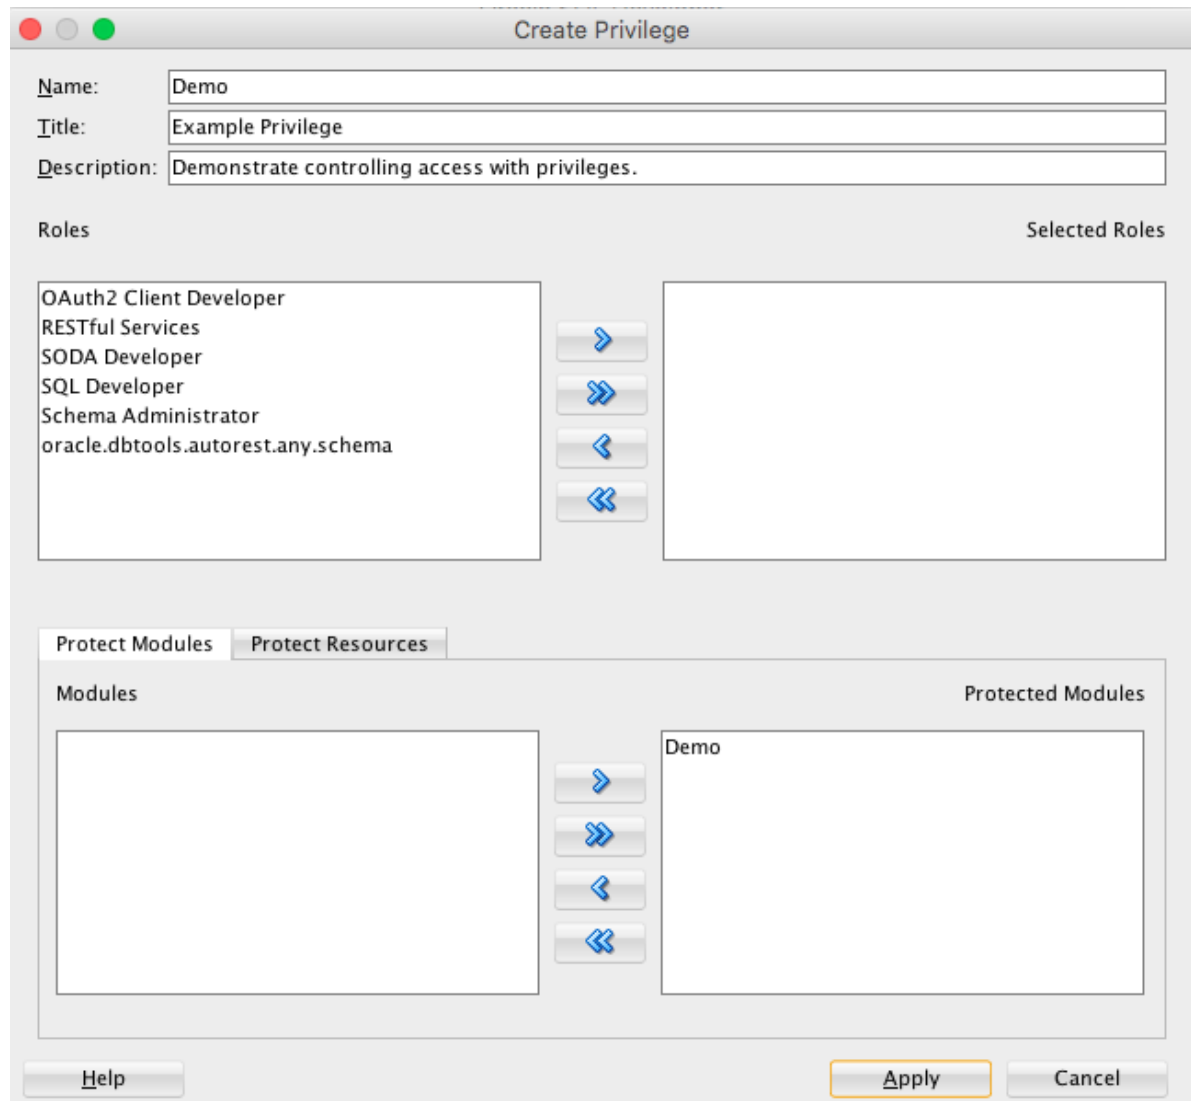 Create Privilege
Name: Demo
Title: Example Privilege
Description: Demonstrate controlling access with privileges.
Roles Selected Roles
OAuth2 Client Developer
RESTful Services
SODA Developer
SQL Developer
Schema Administrator
oracle.dbtools.autorest.any.schema
Protect Modules Protect Resources
Modules Protected Modules
Demo
Help Apply Cancel